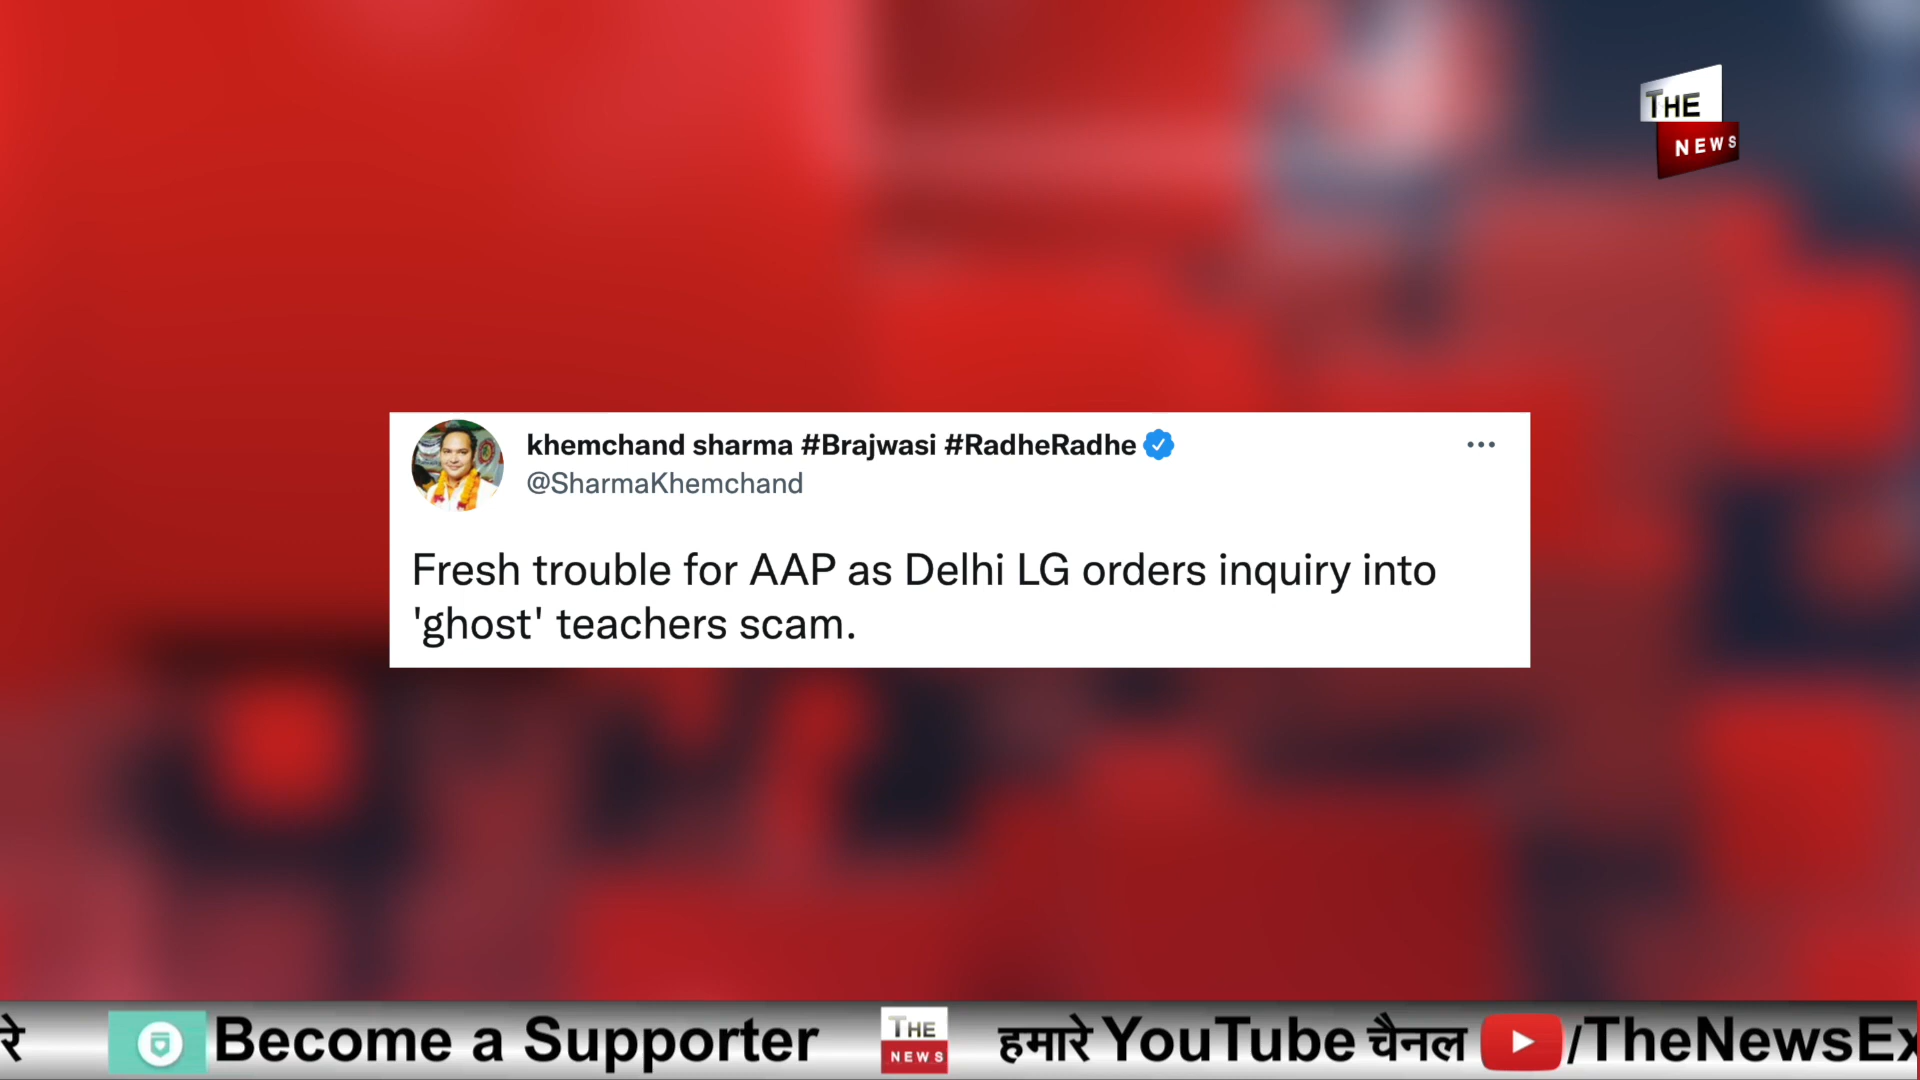 THE
NEWS
khemchand sharma #Brajwasi #RadheRadhe
@SharmaKhemchand
Fresh trouble for AAP as Delhi LG orders inquiry into
'ghost' teachers scam.
रे Become a Supporter THE NEWS हमारे YouTube चैनल /TheNewsEx